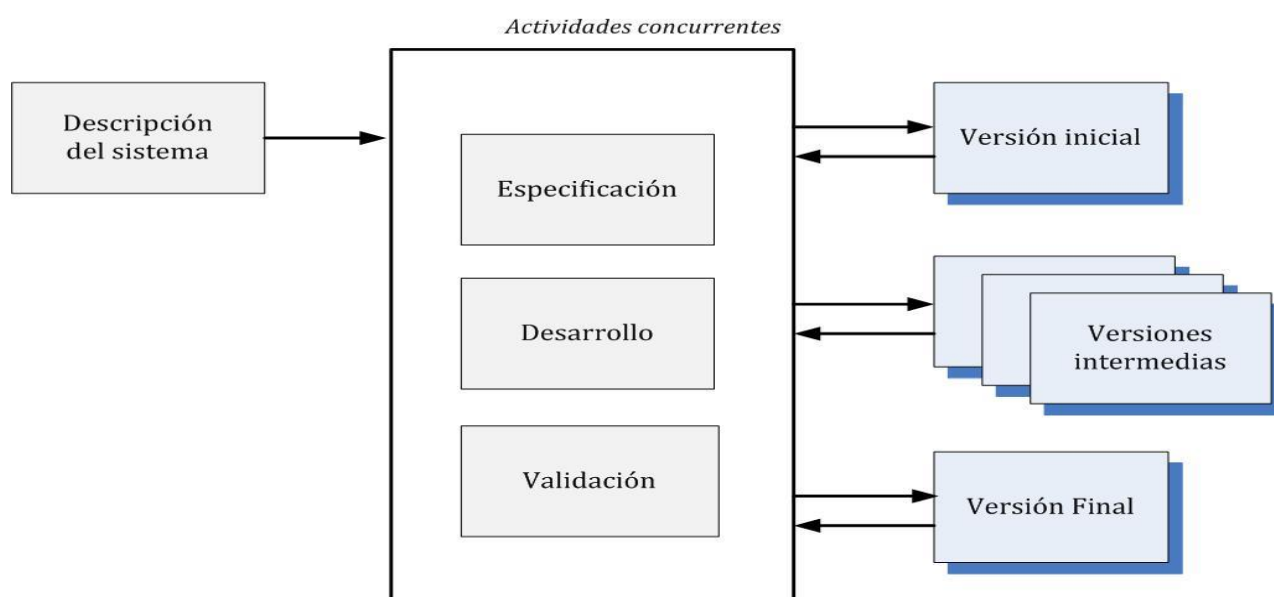 Actividades concurrentes
Descripción
del sistema
Especificación
Desarrollo
Validación
Versión inicial
Versiones
intermedias
Versión Final